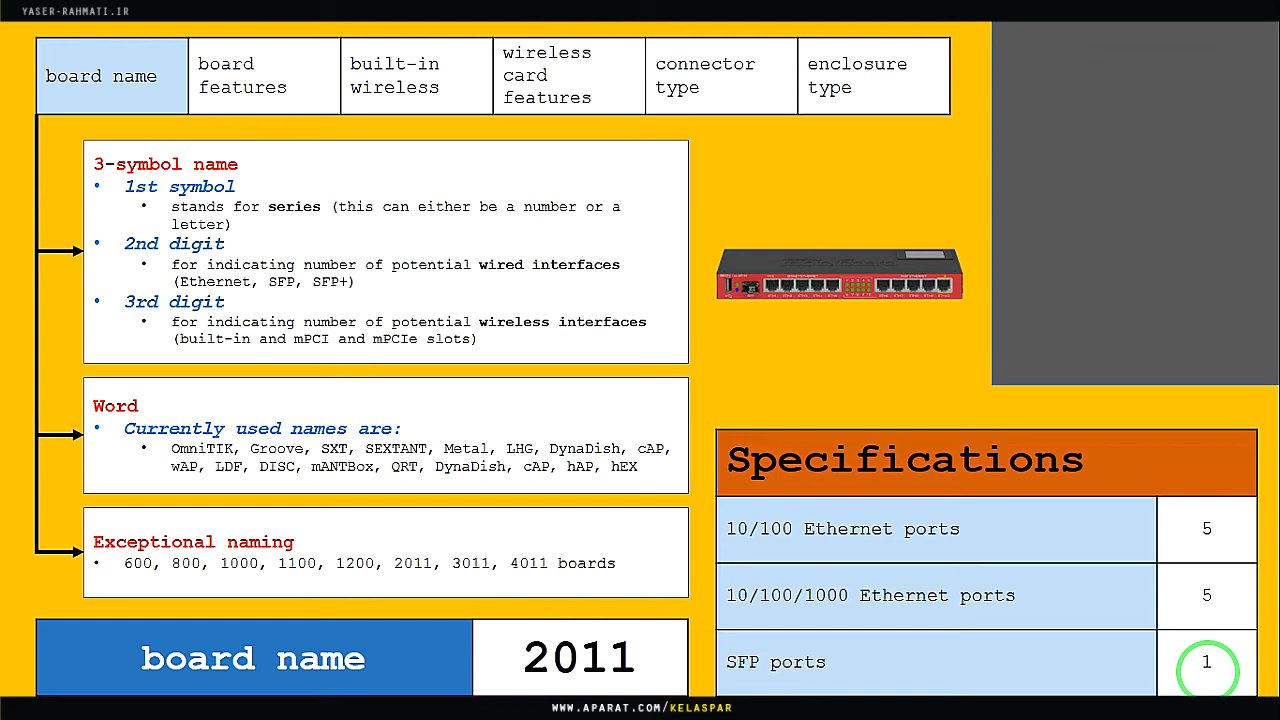 YASER-RAHMATI.IR
board name
board
features
built-in
wireless
wireless
card
features
connector
type
enclosure
type
3-symbol name
• 1st symbol
• stands for series (this can either be a number or a
letter)
• 2nd digit
• for indicating number of potential wired interfaces
(Ethernet, SFP, SFP+)
• 3rd digit
• for indicating number of potential wireless interfaces
(built-in and mPCI and mPCIe slots)
Word
• Currently used names are:
• OmniTIK, Groove, SXT, SEXTANT, Metal, LHG, DynaDish, cAP,
wAP, LDF, DISC, mANTBox, QRT, DynaDish, cAP, hAP, hEX
Exceptional naming
• 600, 800, 1000, 1100, 1200, 2011, 3011, 4011 boards
board name 2011
Specifications
10/100 Ethernet ports 5
10/100/1000 Ethernet ports 5
SFP ports 1
WWW.APARAT.COM/KELASPAR